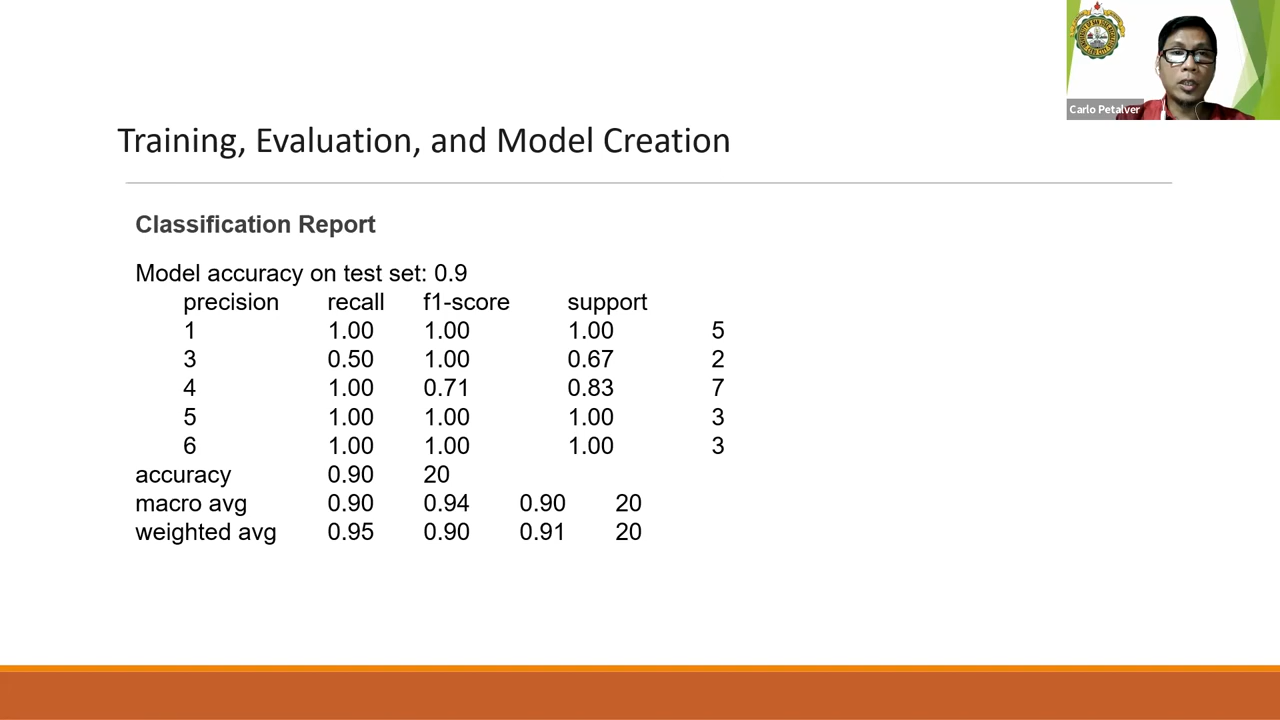 Carlo Petalver
Training, Evaluation, and Model Creation
Classification Report
Model accuracy on test set: 0.9
precision recall f1-score support
1 1.00 1.00 1.00 5
3 0.50 1.00 0.67 2
4 1.00 0.71 0.83 7
5 1.00 1.00 1.00 3
6 1.00 1.00 1.00 3
accuracy 0.90 20
macro avg 0.90 0.94 0.90 20
weighted avg 0.95 0.90 0.91 20